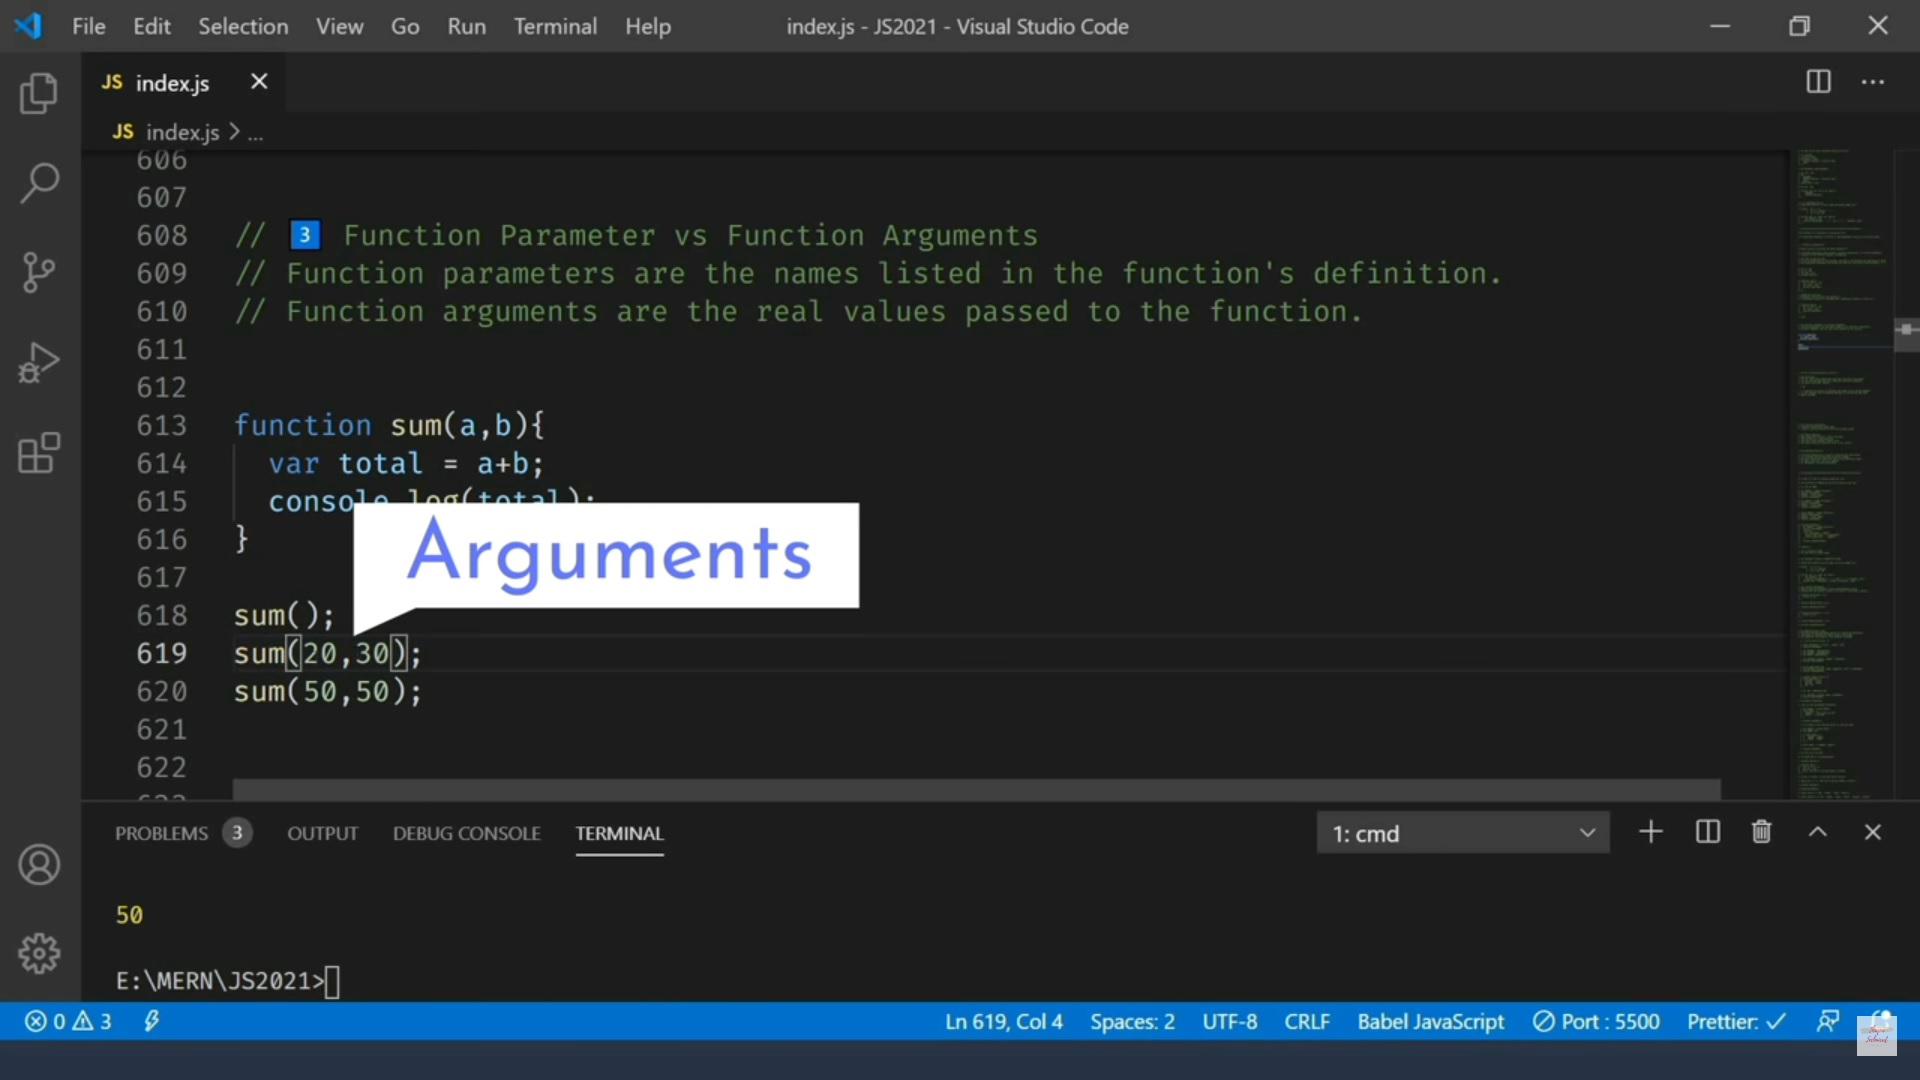 File Edit Selection View Go Run Terminal Help index.js - JS2021 - Visual Studio Code
JS index.js
JS index.js > ...
606
607
608 // 3 Function Parameter vs Function Arguments
609 // Function parameters are the names listed in the function's definition.
610 // Function arguments are the real values passed to the function.
611
612
613 function sum(a,b){
614 var total = a+b;
615 console.log(total);
616 }
Arguments
617
618 sum();
619 sum(20,30);
620 sum(50,50);
621
622
PROBLEMS 3 OUTPUT DEBUG CONSOLE TERMINAL 1: cmd
50
E:\MERN\JS2021>
0 3 Ln 619, Col 4 Spaces: 2 UTF-8 CRLF Babel JavaScript Port : 5500 Prettier: ✓